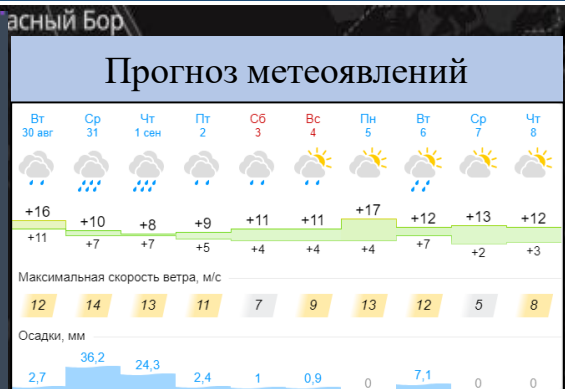 асный Бор
Прогноз метеоявлений
Вт Ср Чт Пт Сб Вс Пн Вт Ср Чт
30 авг 31 1 сен 2 3 4 5 6 7 8
+16 +10 +8 +9 +11 +11 +17 +12 +13 +12
+11 +7 +7 +5 +4 +4 +4 +7 +2 +3
Максимальная скорость ветра, м/с
12 14 13 11 7 9 13 12 5 8
Осадки, мм
2,7 36,2 24,3 2,4 1 0,9 0 7,1 0 0